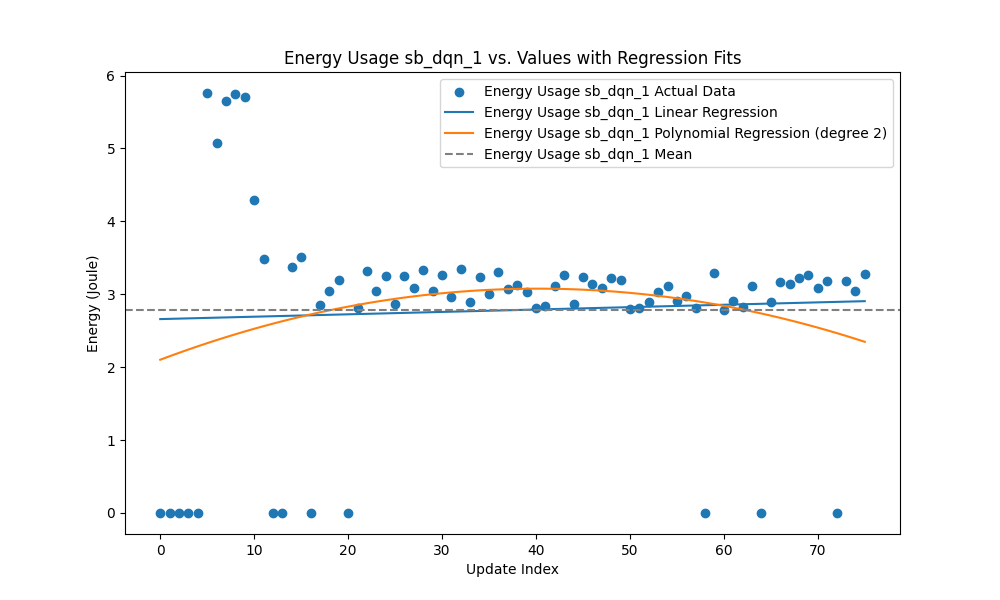 Energy Usage sb_dqn_1 vs. Values with Regression Fits
Energy Usage sb_dqn_1 Actual Data
Energy Usage sb_dqn_1 Linear Regression
Energy Usage sb_dqn_1 Polynomial Regression (degree 2)
Energy Usage sb_dqn_1 Mean
Energy (Joule)
6
5
4
3
2
1
0
0 10 20 30 40 50 60 70
Update Index